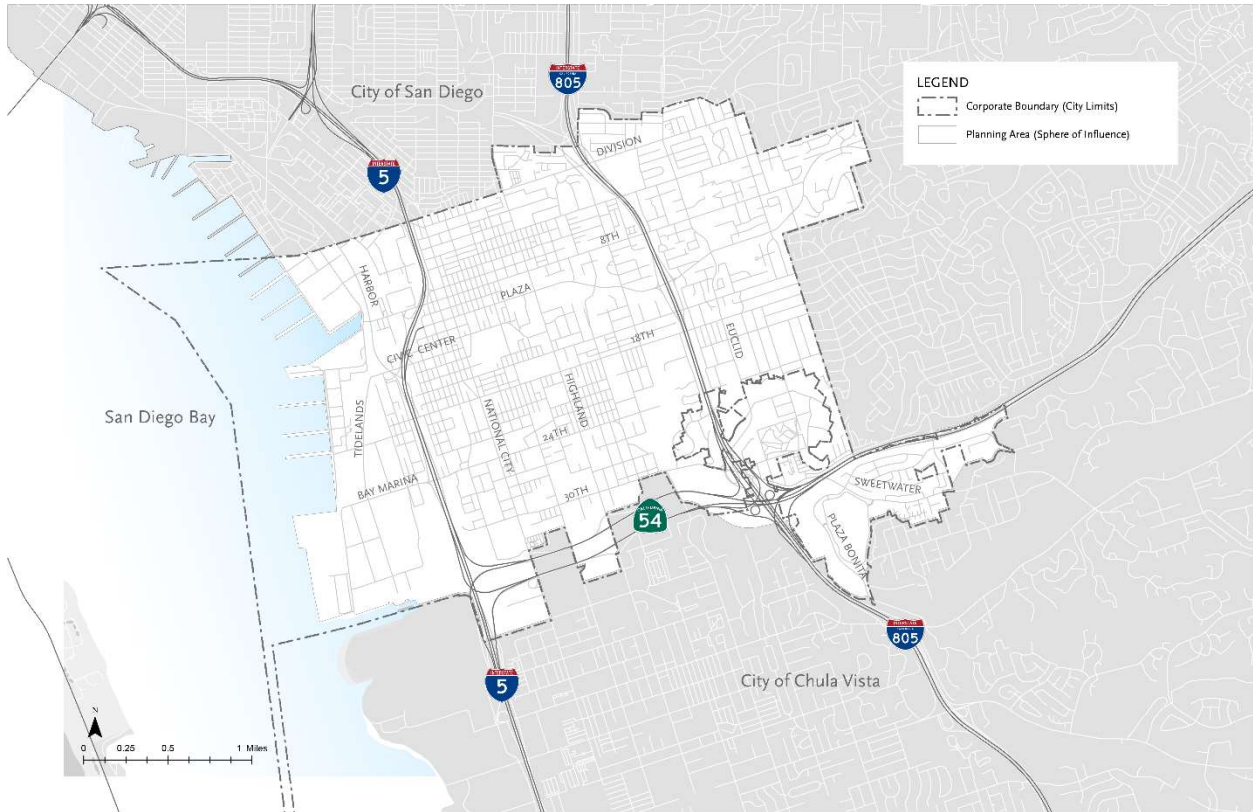 City of San Diego
805
LEGEND
Corporate Boundary (City Limits)
Planning Area (Sphere of Influence)
DIVISION
5
8TH
HARBOR
PLAZA
CIVIC CENTER
18TH
EUCLID
San Diego Bay
TIDELANDS
NATIONAL CITY
HIGHLAND
24TH
BAY MARINA
30TH
SWEETWATER
54
PLAZA BONITA
805
City of Chula Vista
5
N
0 0.25 0.5 1 Miles